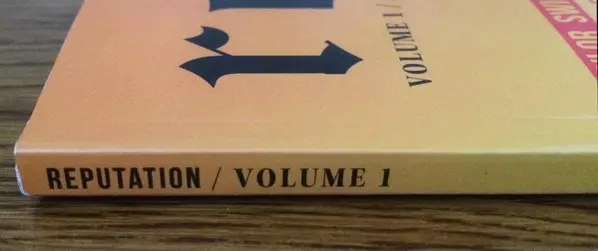 VOLUME 1 /
REPUTATION / VOLUME 1